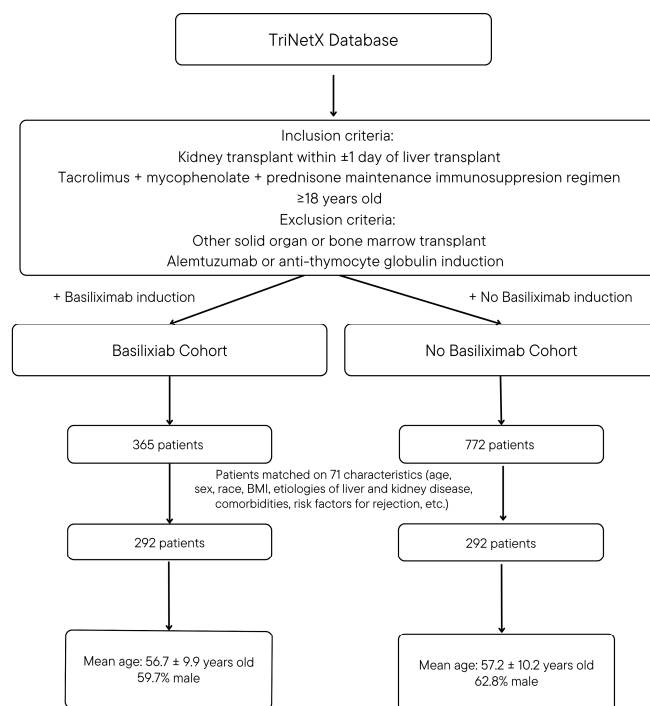 TriNetX Database
Inclusion criteria:
Kidney transplant within ±1 day of liver transplant
Tacrolimus + mycophenolate + prednisone maintenance immunosuppresion regimen
≥18 years old
Exclusion criteria:
Other solid organ or bone marrow transplant
Alemtuzumab or anti-thymocyte globulin induction
+ Basiliximab induction
+ No Basiliximab induction
Basilixiab Cohort
No Basiliximab Cohort
365 patients
772 patients
Patients matched on 71 characteristics (age,
sex, race, BMI, etiologies of liver and kidney disease,
comorbidities, risk factors for rejection, etc.)
292 patients
292 patients
Mean age: 56.7 ± 9.9 years old
59.7% male
Mean age: 57.2 ± 10.2 years old
62.8% male